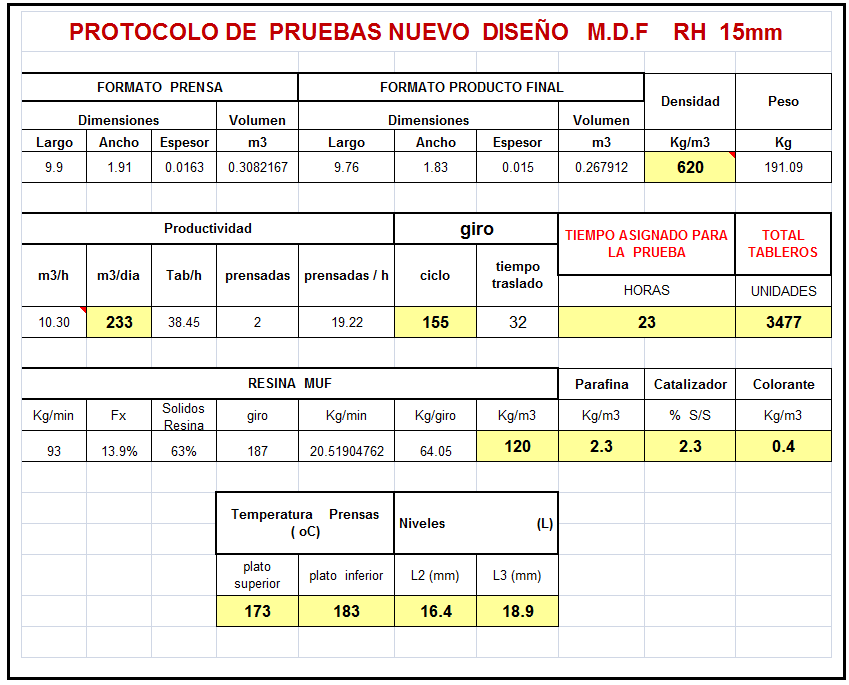 PROTOCOLO DE PRUEBAS NUEVO DISEÑO M.D.F RH 15mm
FORMATO PRENSA FORMATO PRODUCTO FINAL Densidad Peso
Dimensiones Volumen Dimensiones Volumen
Largo Ancho Espesor m3 Largo Ancho Espesor m3 Kg/m3 Kg
9.9 1.91 0.0163 0.3082167 9.76 1.83 0.015 0.267912 620 191.09
Productividad giro TIEMPO ASIGNADO PARA LA PRUEBA TOTAL TABLEROS
m3/h m3/dia Tab/h prensadas prensadas / h ciclo tiempo traslado HORAS UNIDADES
10.30 233 38.45 2 19.22 155 32 23 3477
RESINA MUF Parafina Catalizador Colorante
Kg/min Fx Solidos Resina giro Kg/min Kg/giro Kg/m3 Kg/m3 % S/S Kg/m3
93 13.9% 63% 187 20.51904762 64.05 120 2.3 2.3 0.4
Temperatura Prensas ( oC) Niveles (L)
plato superior plato inferior L2 (mm) L3 (mm)
173 183 16.4 18.9